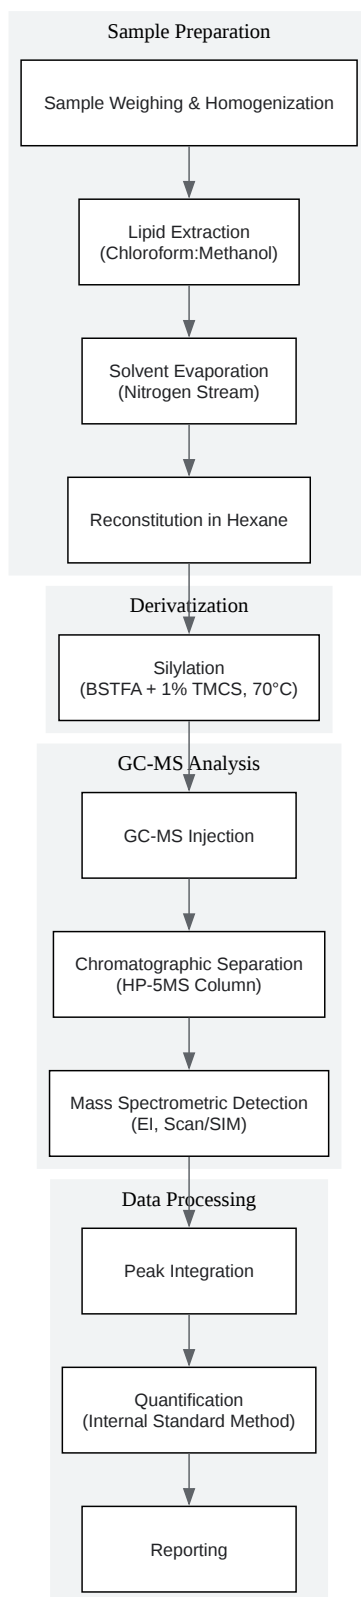 Sample Preparation
Sample Weighing & Homogenization
Lipid Extraction
(Chloroform:Methanol)
Solvent Evaporation
(Nitrogen Stream)
Reconstitution in Hexane
Derivatization
Silylation
(BSTFA + 1% TMCS, 70°C)
GC-MS Analysis
GC-MS Injection
Chromatographic Separation
(HP-5MS Column)
Mass Spectrometric Detection
(EI, Scan/SIM)
Data Processing
Peak Integration
Quantification
(Internal Standard Method)
Reporting